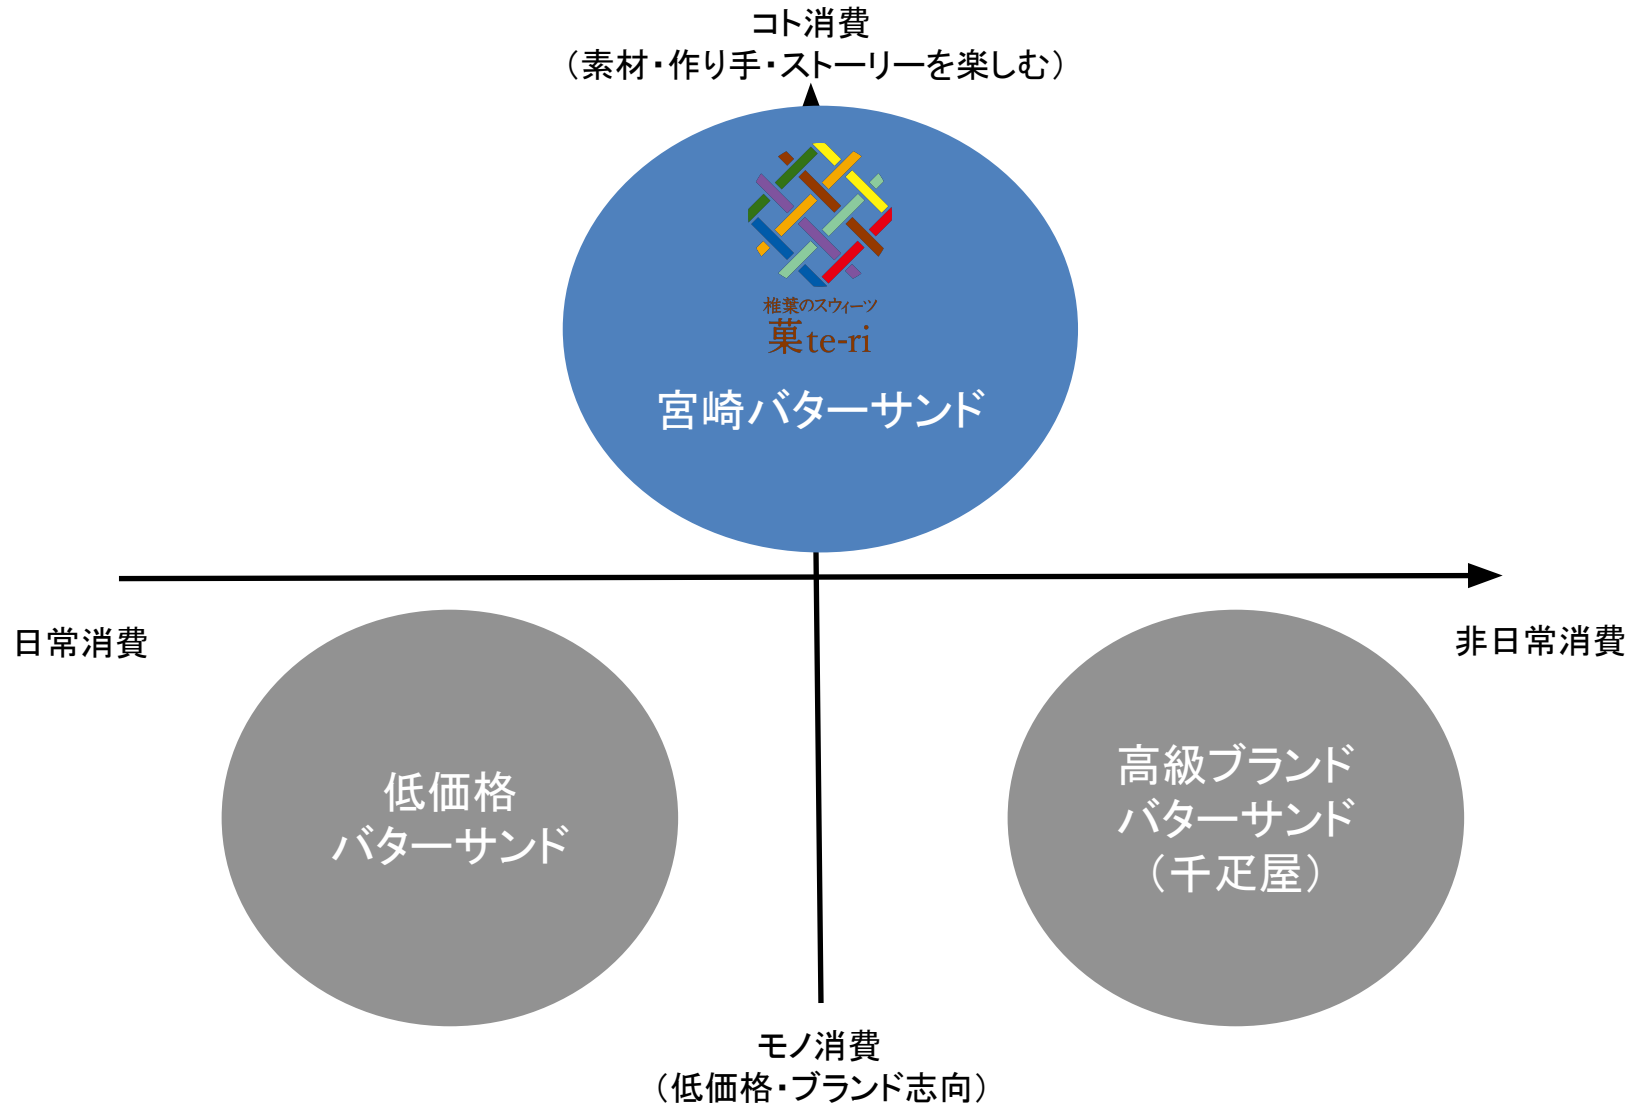 コト消費
（素材・作り手・ストーリーを楽しむ）
椎葉のスウィーツ
菓te-ri
宮崎バターサンド
日常消費
非日常消費
低価格
バターサンド
高級ブランド
バターサンド
（千疋屋）
モノ消費
（低価格・ブランド志向）